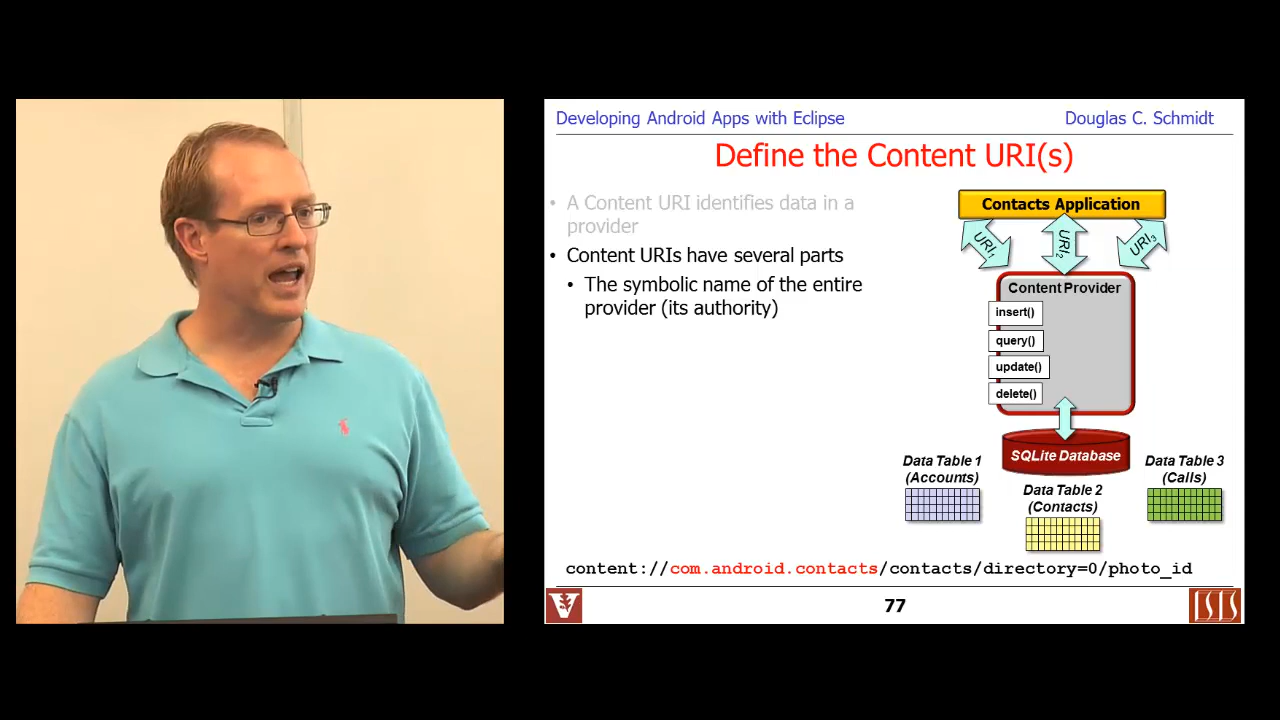 Developing Android Apps with Eclipse
Douglas C. Schmidt
Define the Content URI(s)
• A Content URI identifies data in a
provider
• Content URIs have several parts
• The symbolic name of the entire
provider (its authority)
Contacts Application
URI1
URI2
URI3
Content Provider
insert()
query()
update()
delete()
SQLite Database
Data Table 1
(Accounts)
Data Table 2
(Contacts)
Data Table 3
(Calls)
content://com.android.contacts/contacts/directory=0/photo_id
V
77
ISIS